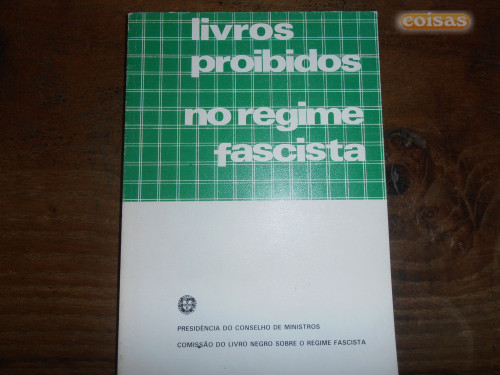 coisas
livros
proibidos
no regime
fascista
PRESIDÊNCIA DO CONSELHO DE MINISTROS
COMISSÃO DO LIVRO NEGRO SOBRE O REGIME FASCISTA